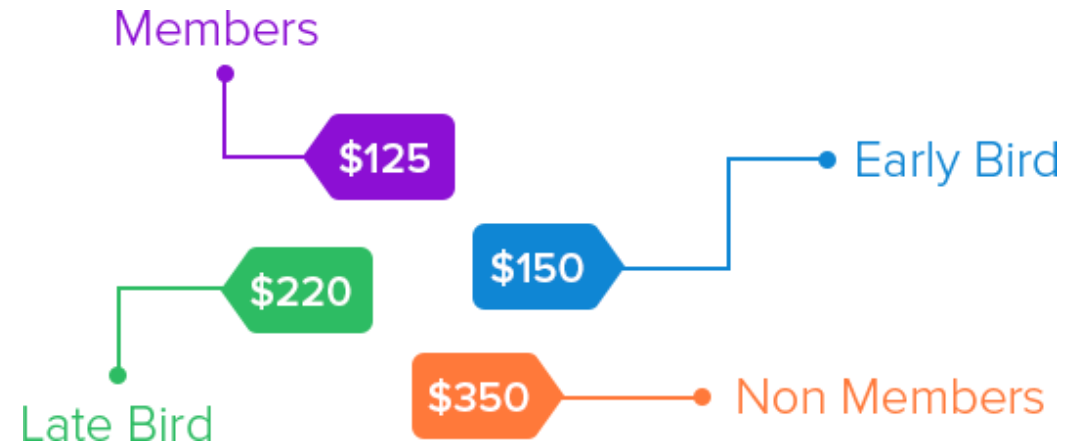 Members
$125
Early Bird
$150
$220
$350
Non Members
Late Bird